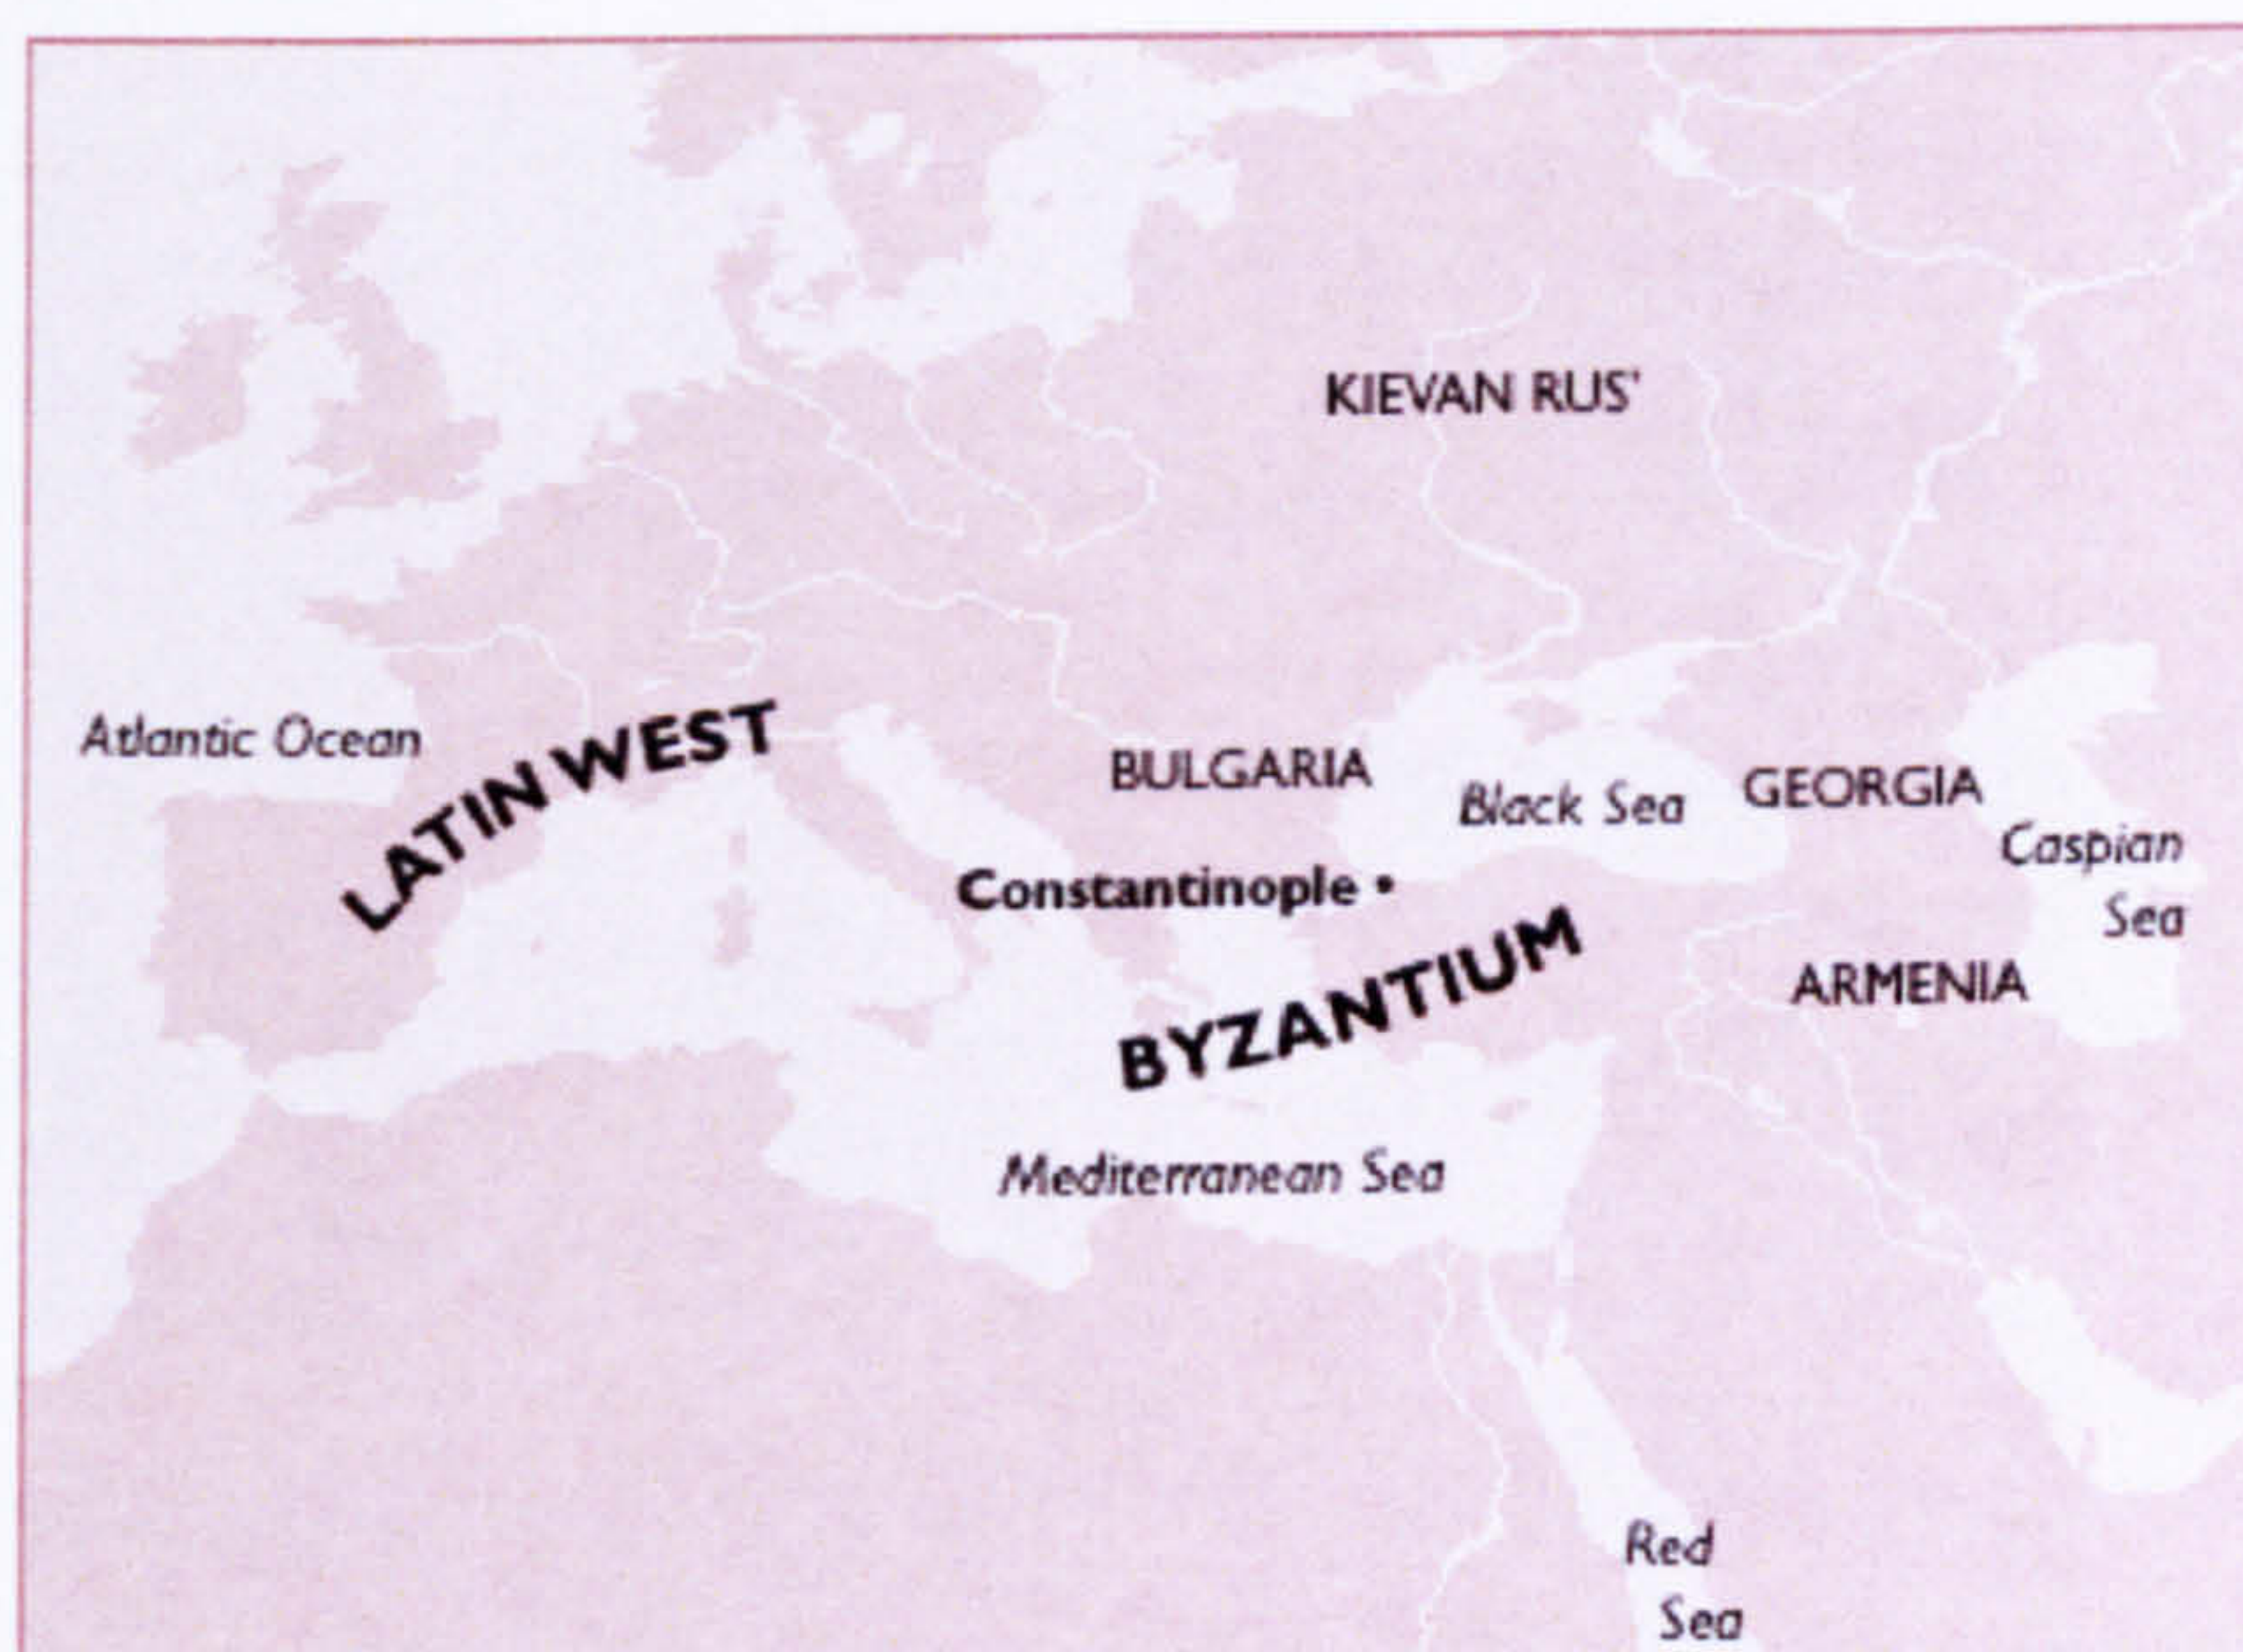 KIEVAN RUS'
Atlantic Ocean
LATIN WEST
BULGARIA
Black Sea
GEORGIA
Caspian
Sea
Constantinople
BYZANTIUM
ARMENIA
Mediterranean Sea
Red
Sea